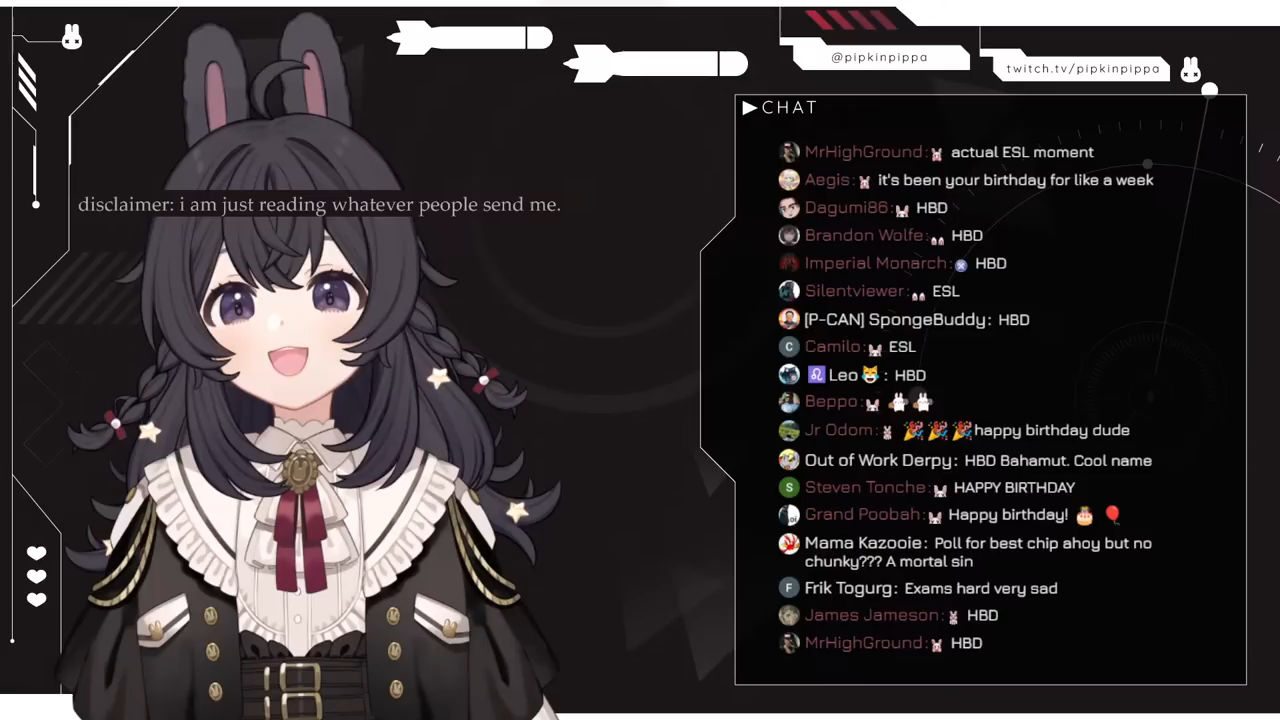 @pipkinpippa
twitch.tv/pipkinpippa
▶CHAT
disclaimer: i am just reading whatever people send me.
MrHighGround: actual ESL moment
Aegis: it's been your birthday for like a week
Dagumi86: HBD
Brandon Wolfe: HBD
Imperial Monarch: HBD
Silentviewer: ESL
[P-CAN] SpongeBuddy: HBD
C Camilo: ESL
♌ Leo 😹 : HBD
Beppo:
Jr Odom: 🎉 🎉 🎉happy birthday dude
Out of Work Derpy: HBD Bahamut. Cool name
S Steven Tonche: HAPPY BIRTHDAY
Grand Poobah: Happy birthday! 🎂 🎈
Mama Kazooie: Poll for best chip ahoy but no
chunky??? A mortal sin
F Frik Togurg: Exams hard very sad
James Jameson: HBD
MrHighGround: HBD